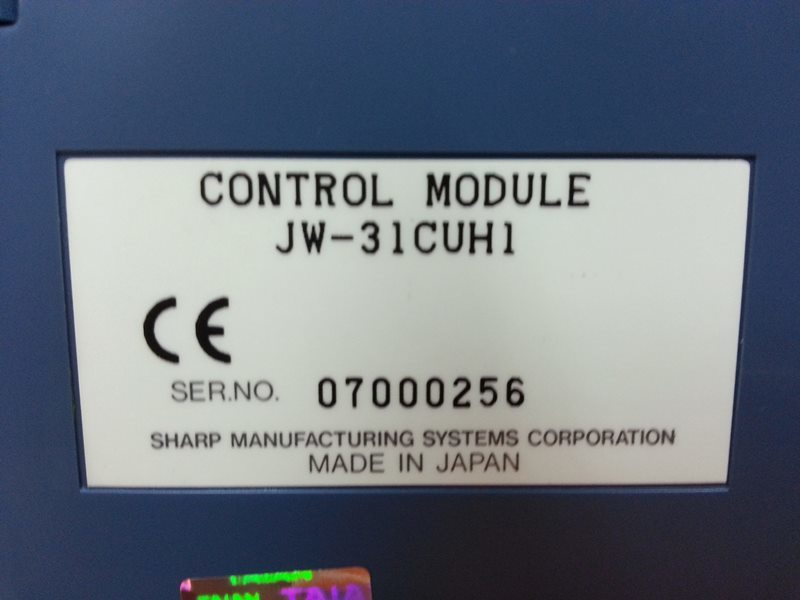 CONTROL MODULE
JW-31CUH1
CE
SER.NO. 07000256
SHARP MANUFACTURING SYSTEMS CORPORATION
MADE IN JAPAN